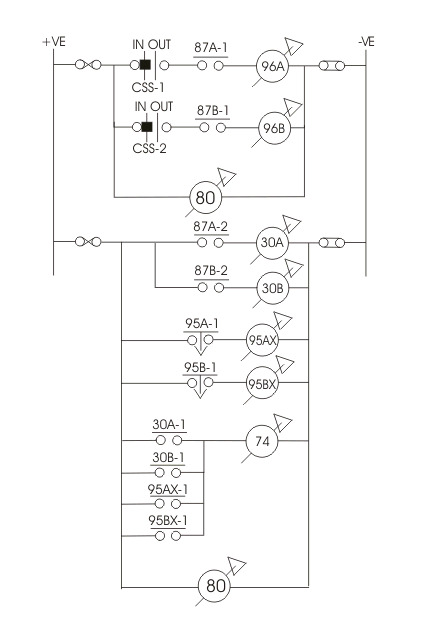 +VE
-VE
IN OUT
87A-1
96A
CSS-1
IN OUT
87B-1
96B
CSS-2
80
87A-2
30A
87B-2
30B
95A-1
95AX
95B-1
95BX
30A-1
74
30B-1
95AX-1
95BX-1
80